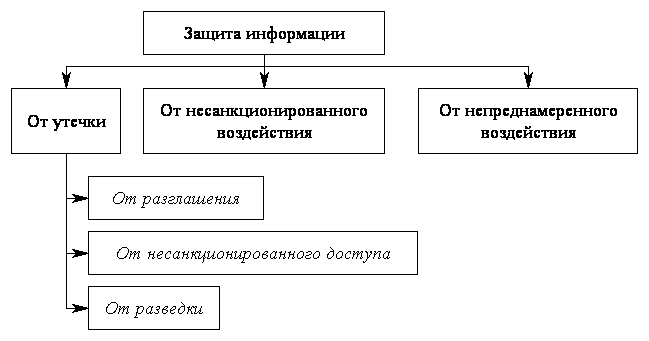 Защита информации
От утечки
От несанкционированного
воздействия
От непреднамеренного
воздействия
От разглашения
От несанкционированного доступа
От разведки